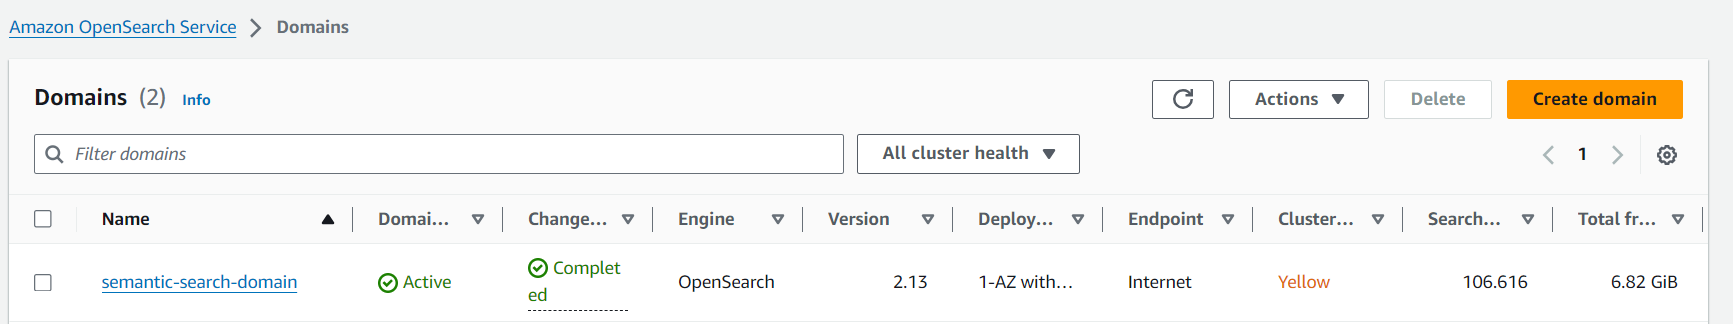 Amazon OpenSearch Service > Domains
Domains (2) Info
Actions
Delete
Create domain
Filter domains
All cluster health
1
Name Domai... Change... Engine Version Deploy... Endpoint Cluster... Search... Total fr...
semantic-search-domain Active Complet OpenSearch 2.13 1-AZ with... Internet Yellow 106.616 6.82 GiB
ed